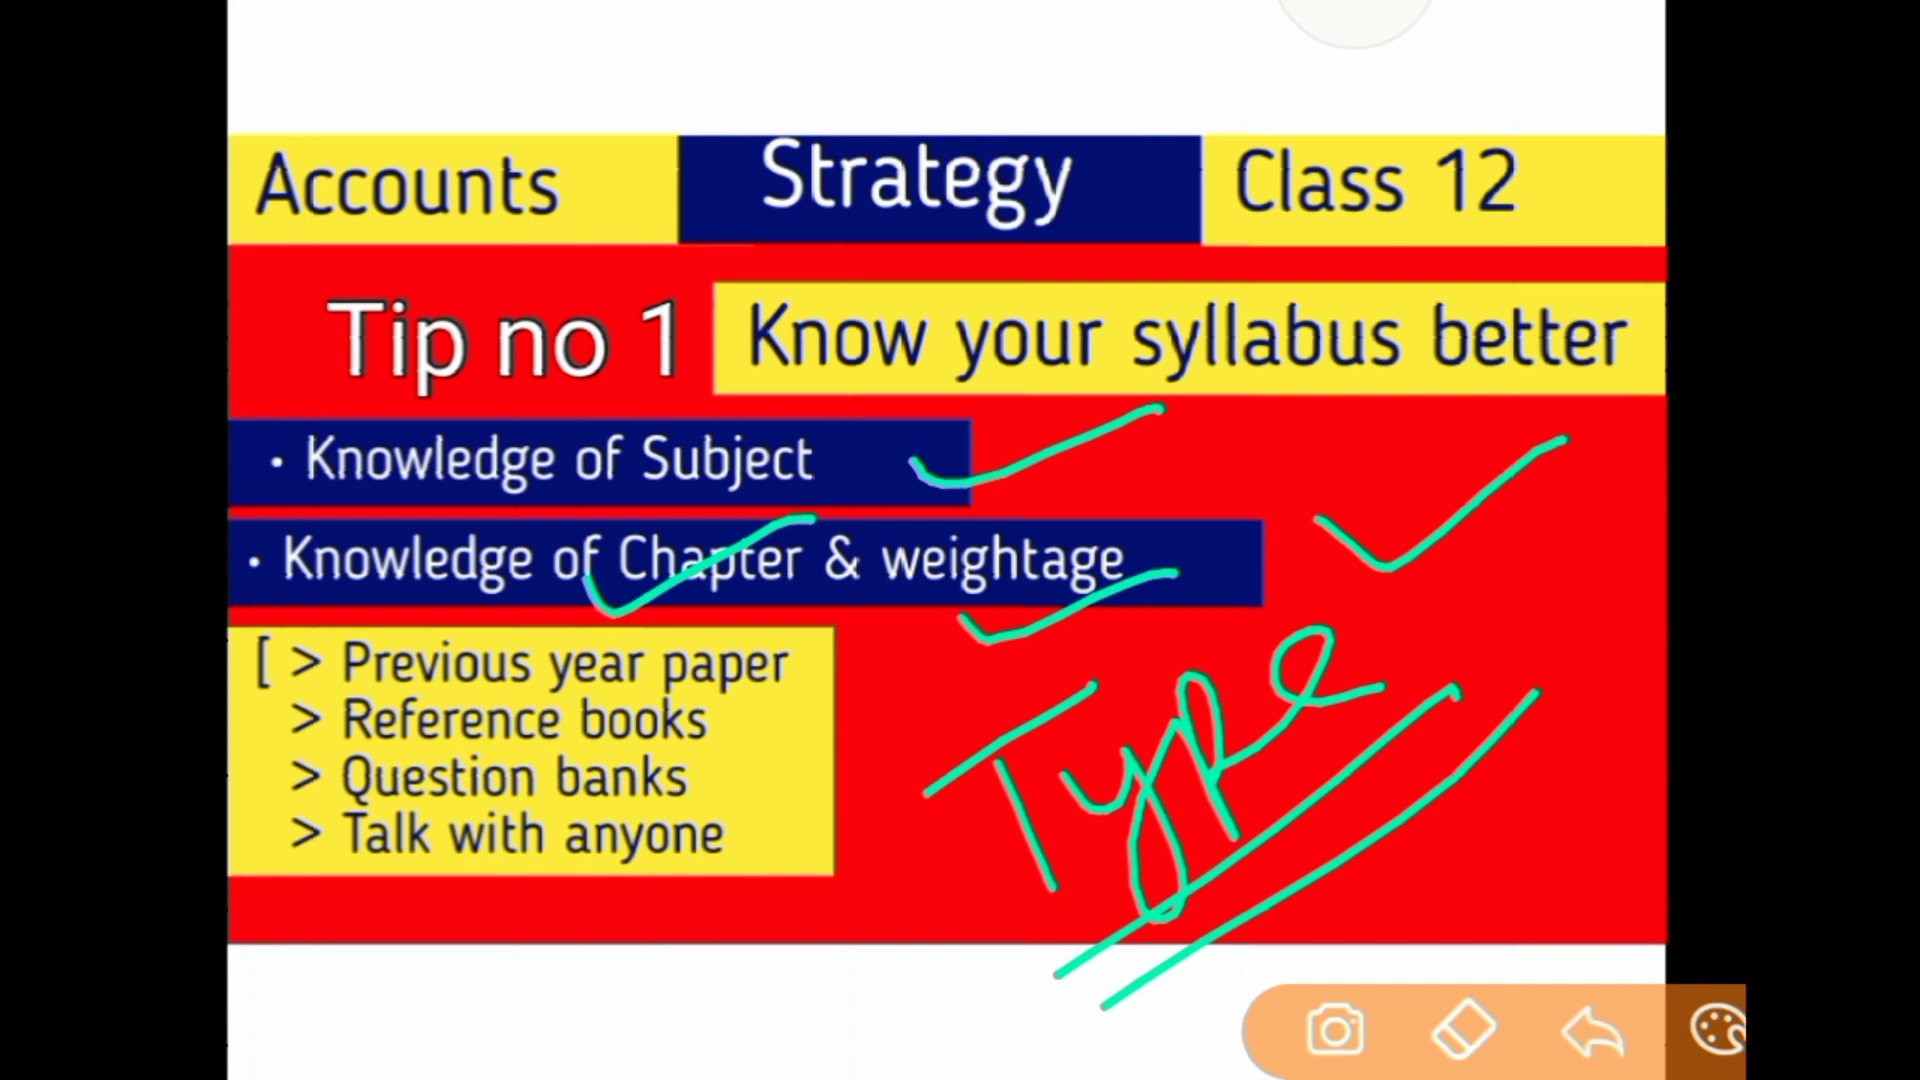 Accounts Strategy Class 12
Tip no 1 Know your syllabus better
· Knowledge of Subject
· Knowledge of Chapter & weightage
[ > Previous year paper
> Reference books
> Question banks
> Talk with anyone
Type